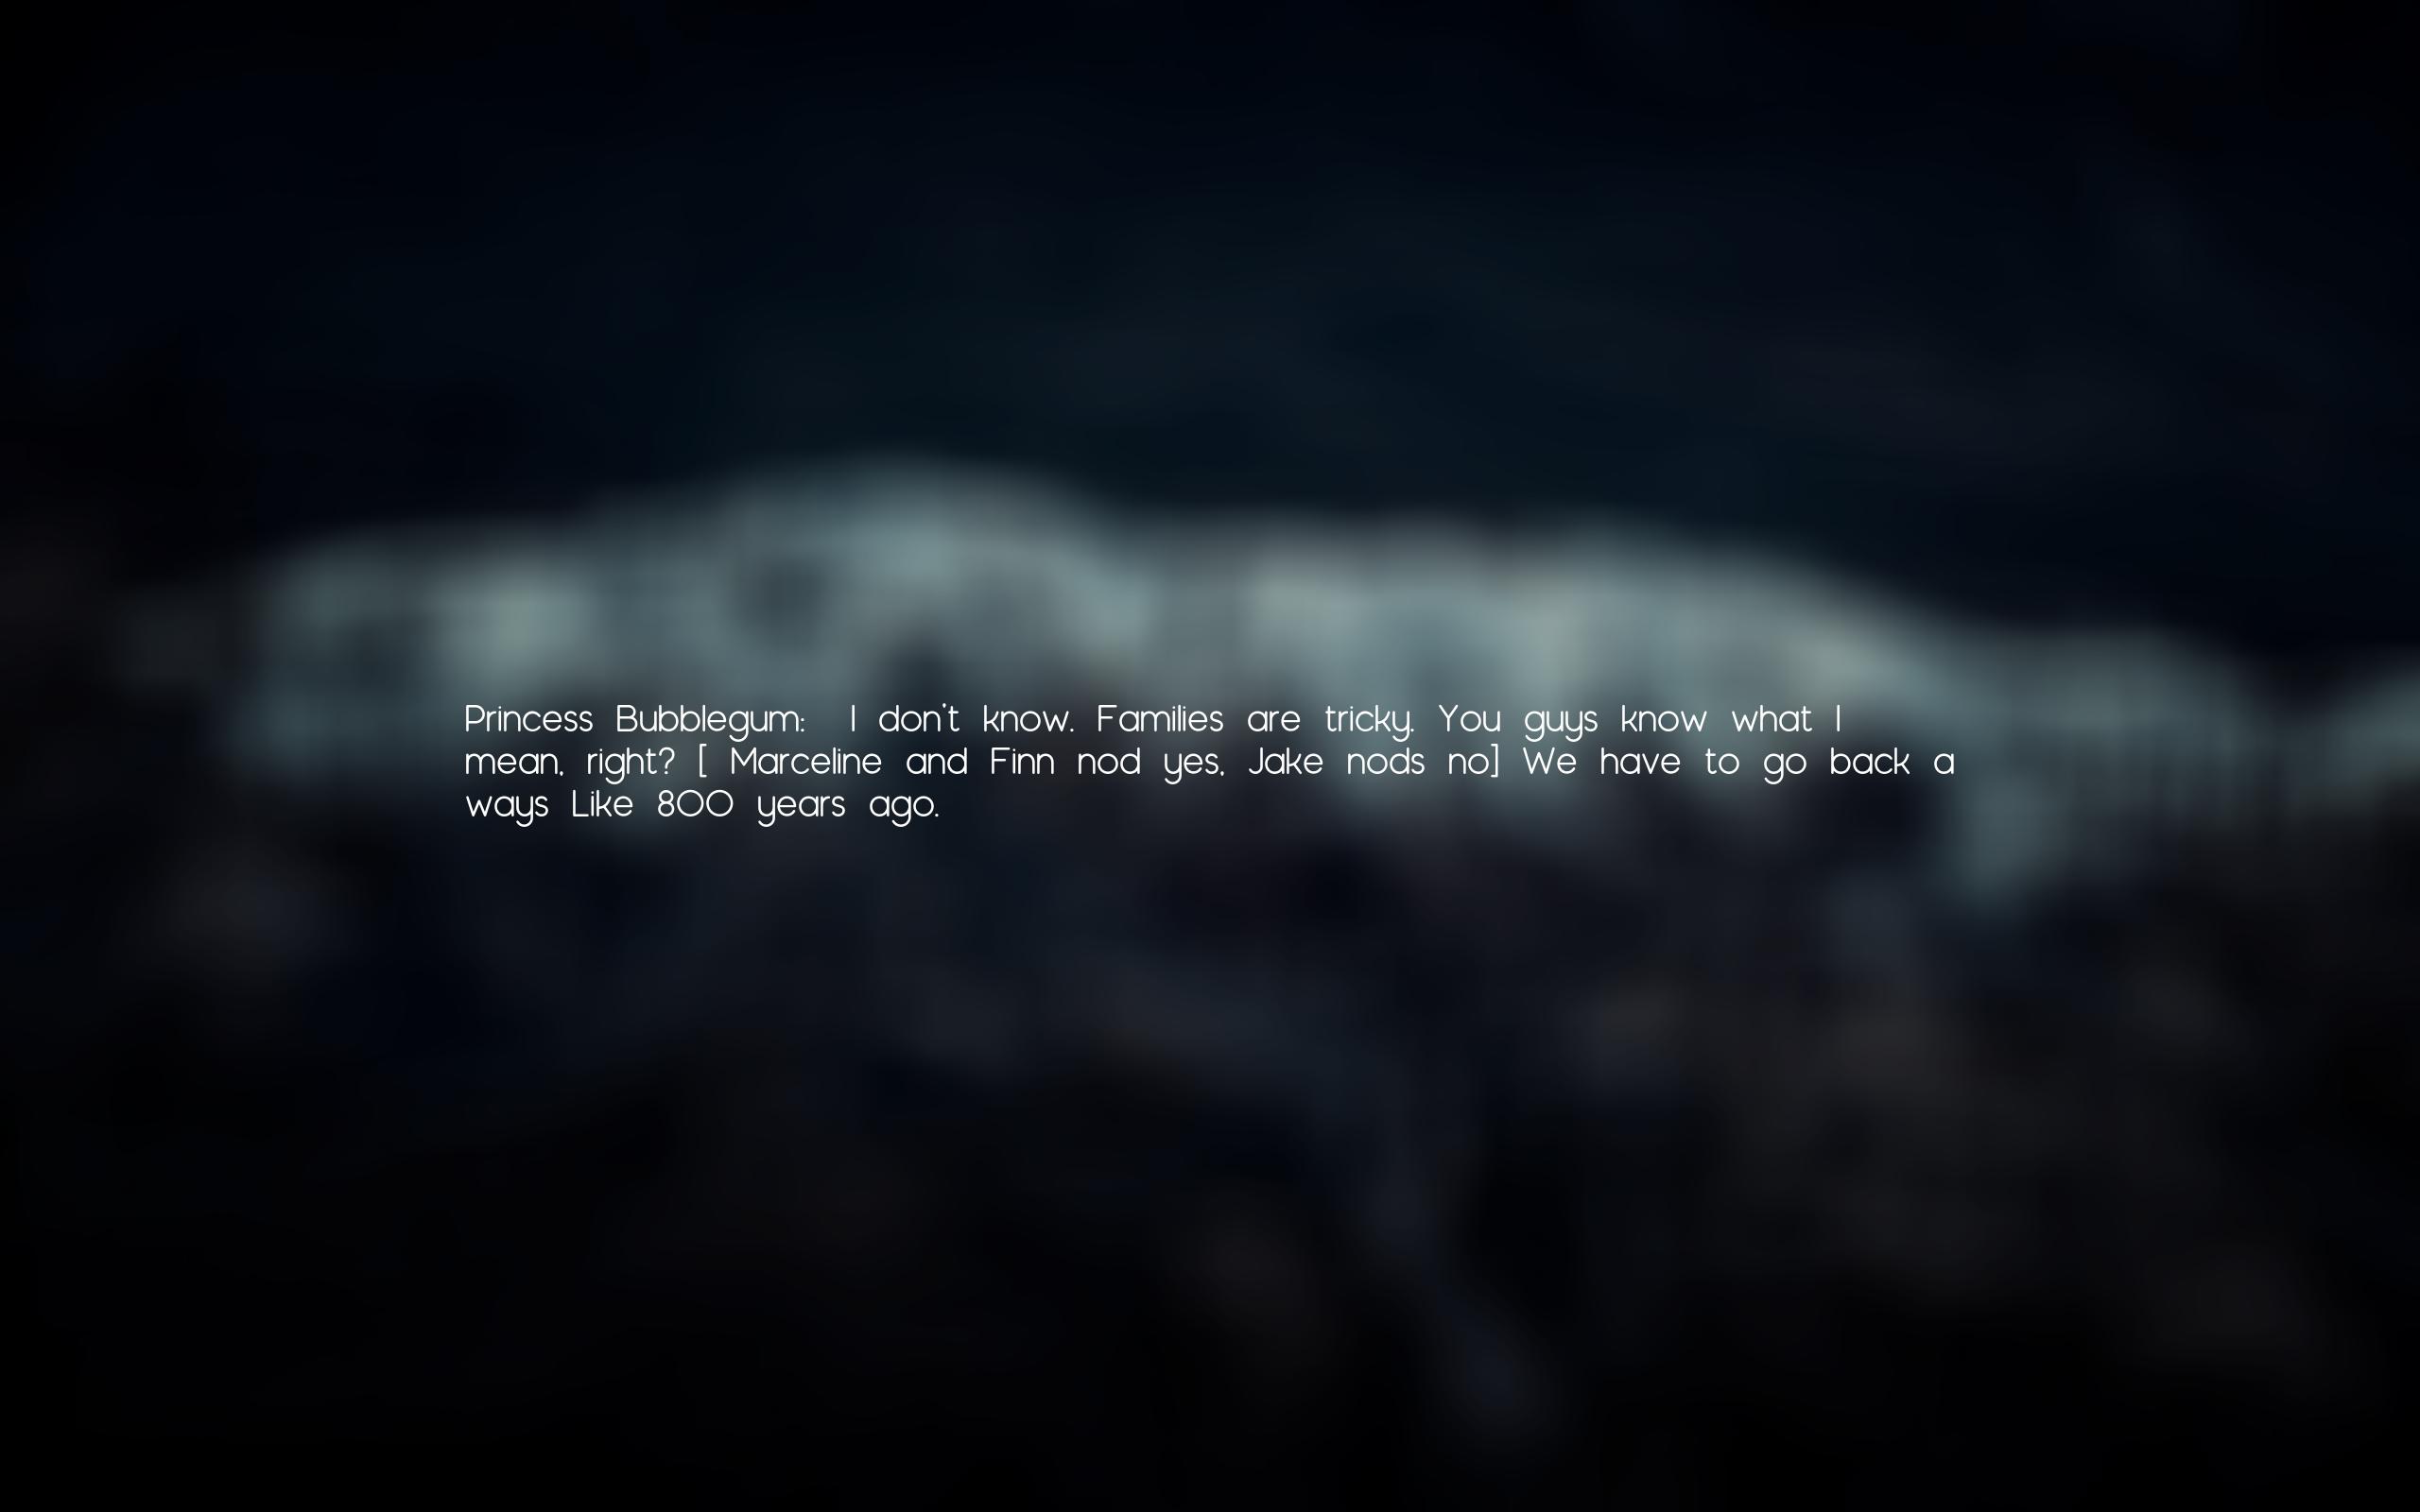 Princess Bubblegum:  I don't know. Families are tricky. You guys know what I
mean, right? [ Marceline and Finn nod yes, Jake nods no] We have to go back a
ways Like 800 years ago.